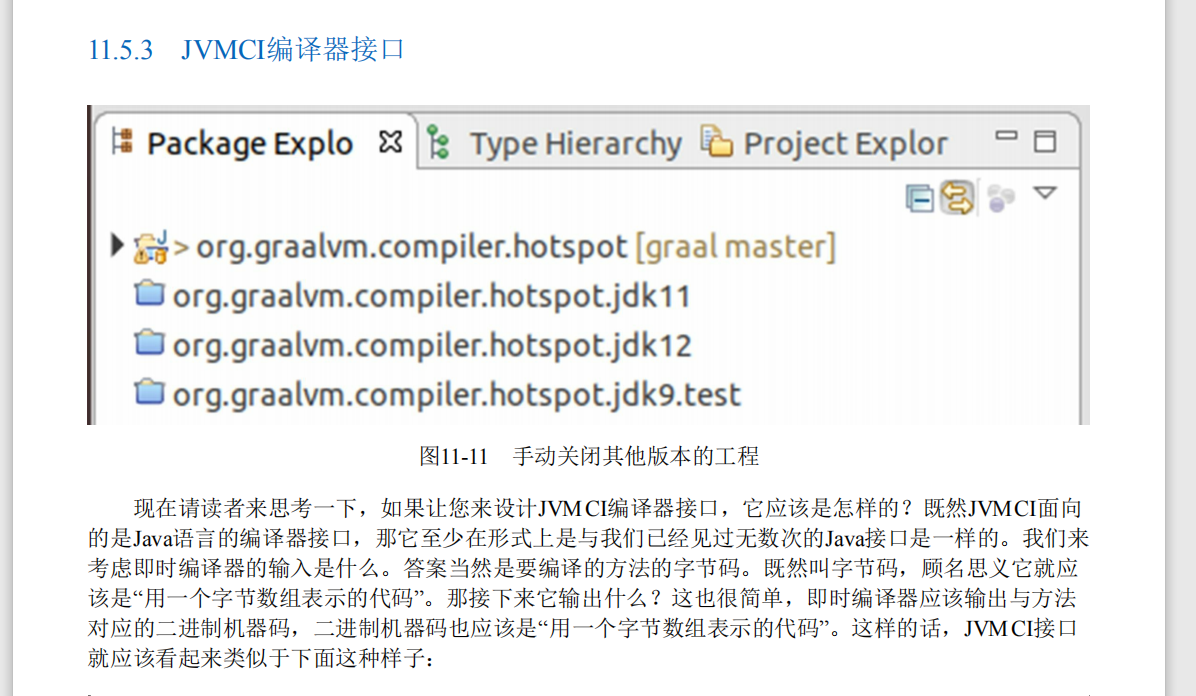 11.5.3 JVMCI编译器接口
Package Explo Type Hierarchy Project Explor
> org.graalvm.compiler.hotspot [graal master]
org.graalvm.compiler.hotspot.jdk11
org.graalvm.compiler.hotspot.jdk12
org.graalvm.compiler.hotspot.jdk9.test
图11-11 手动关闭其他版本的工程
现在请读者来思考一下，如果让您来设计JVMCI编译器接口，它应该是怎样的？既然JVMCI面向
的是Java语言的编译器接口，那它至少在形式上是与我们已经见过无数次的Java接口是一样的。我们来
考虑即时编译器的输入是什么。答案当然是要编译的方法的字节码。既然叫字节码，顾名思义它就应
该是“用一个字节数组表示的代码”。那接下来它输出什么？这也很简单，即时编译器应该输出与方法
对应的二进制机器码，二进制机器码也应该是“用一个字节数组表示的代码”。这样的话，JVMCI接口
就应该看起来类似于下面这种样子：